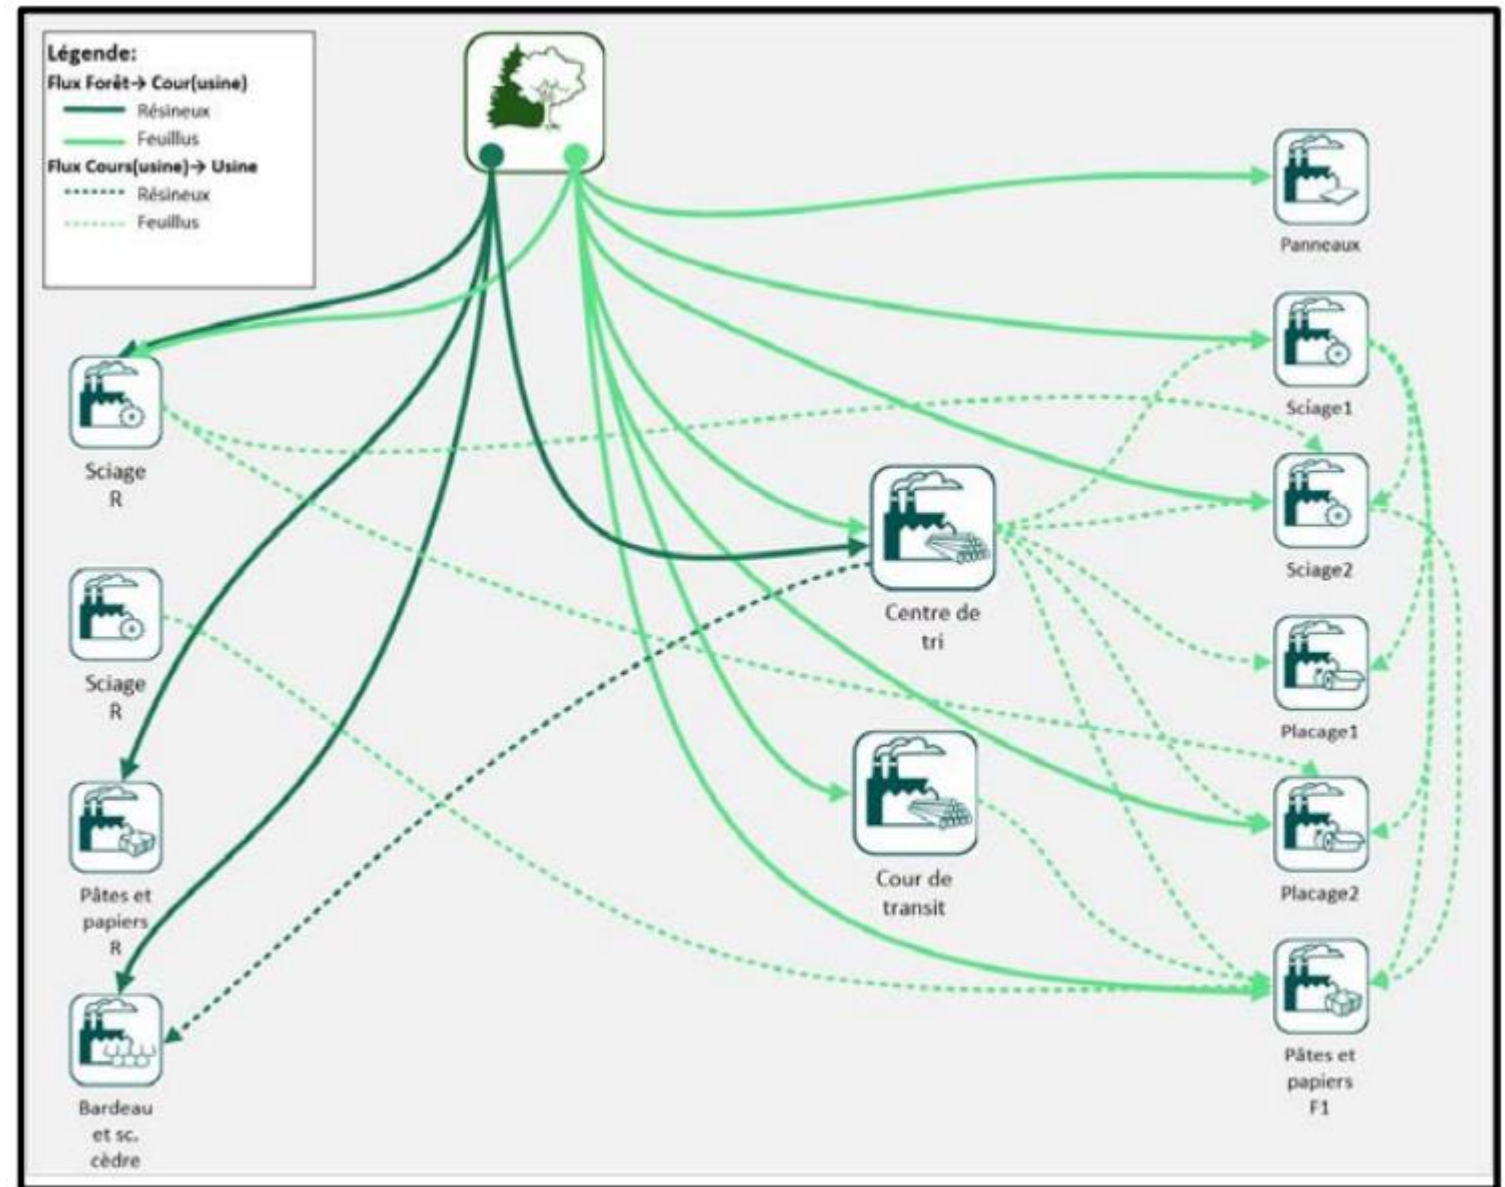 Légende:
Flux Forêt→ Cour(usine)
Résineux
Feuillus
Flux Cours(usine)→ Usine
Résineux
Feuillus
Panneaux
Sciage1
Sciage
R
Sciage2
Centre de
tri
Sciage
R
Placage1
Cour de
transit
Placage2
Pâtes et
papiers
R
Pâtes et
papiers
F1
Bardeau
et sc.
cèdre